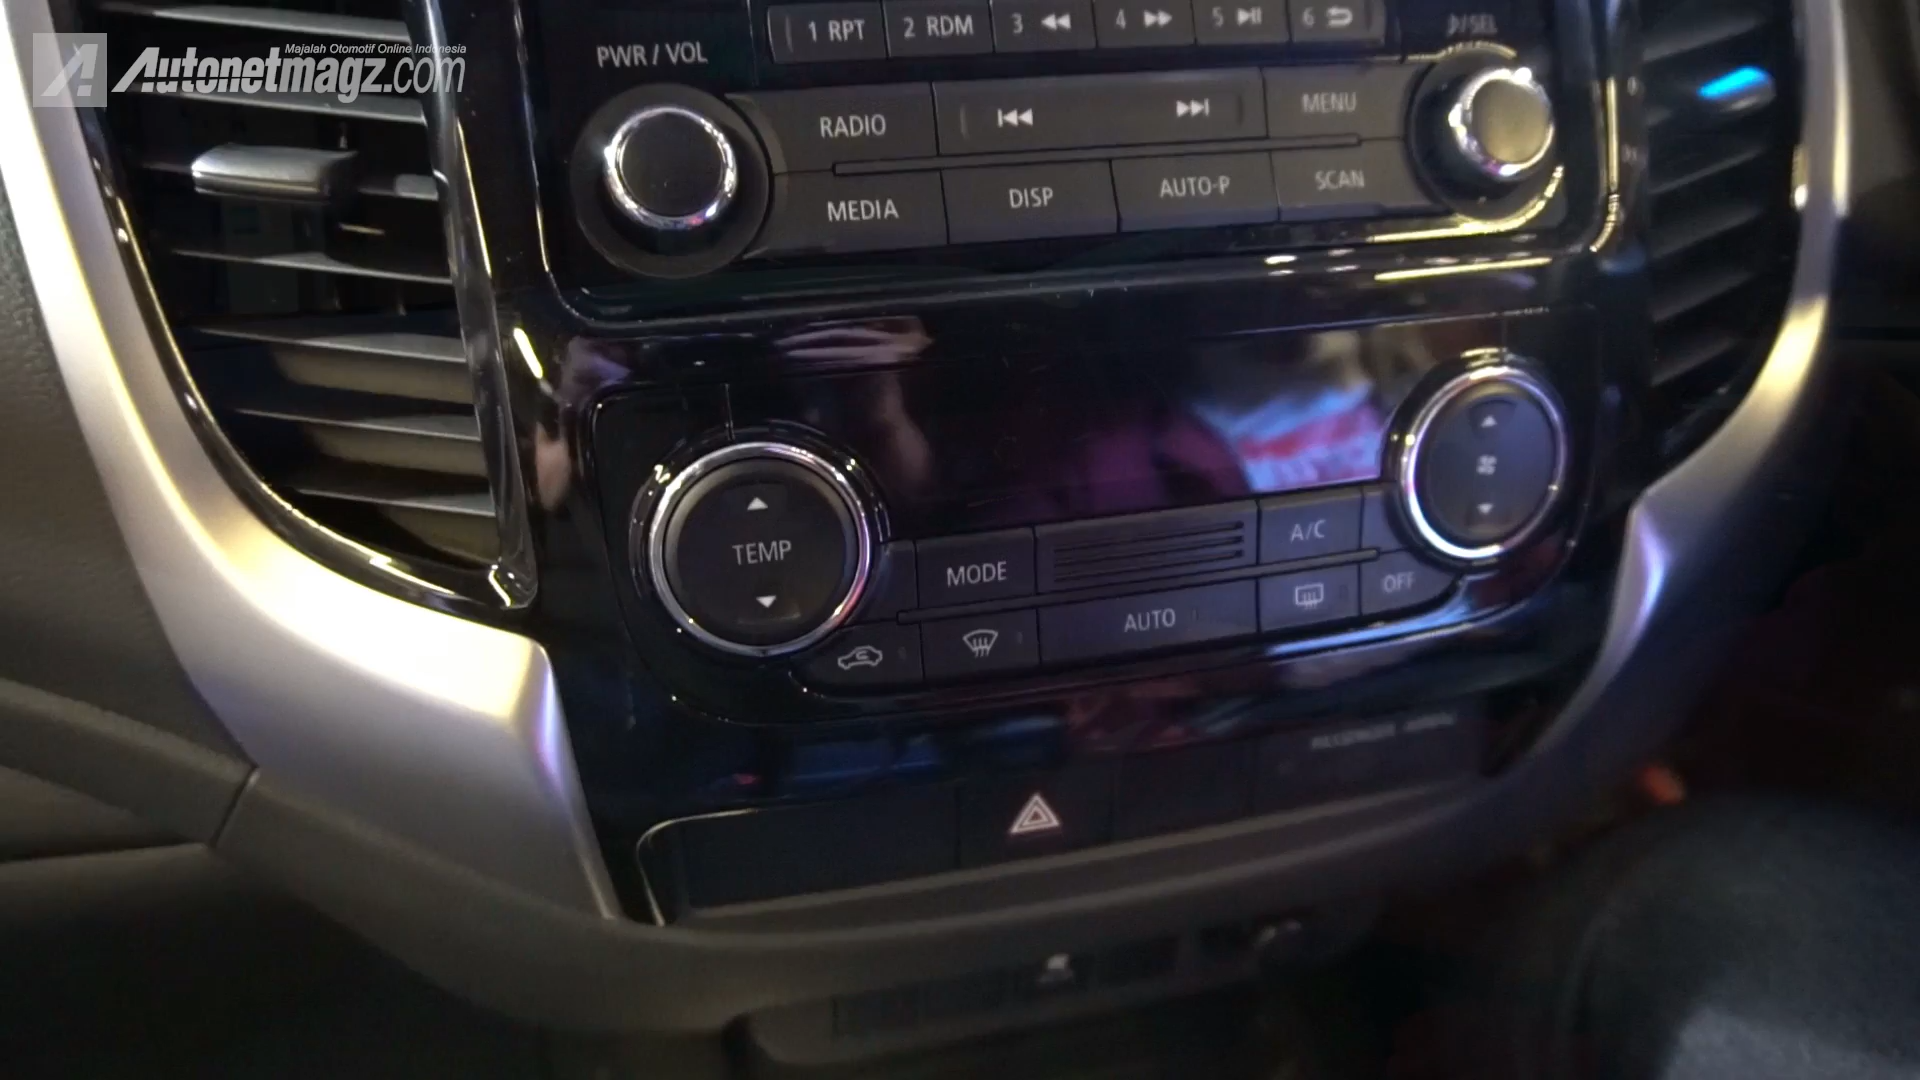 Majalah Otomotif Online Indonesia
Autonetmagz.com
1 RPT 2 RDM 3 4 5 6
PWR / VOL
♪/SEL
RADIO MENU
MEDIA DISP AUTO-P SCAN
TEMP
MODE A/C
AUTO OFF